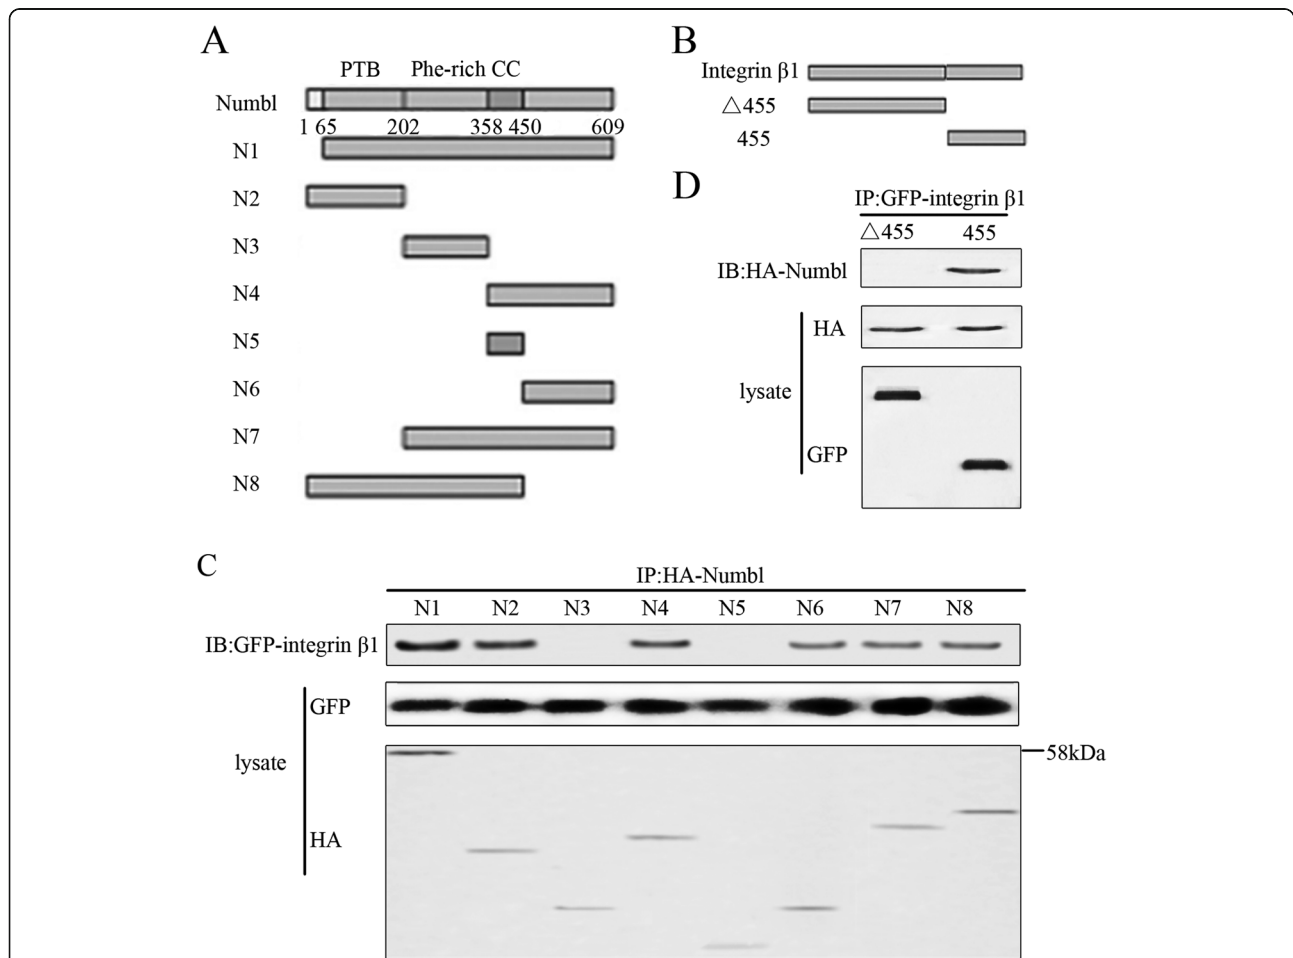 A
PTB Phe-rich CC
Numbl
1 65 202 358 450 609
N1
N2
N3
N4
N5
N6
N7
N8
B
Integrin β1
△455
455
D
IP:GFP-integrin β1
△455 455
IB:HA-Numbl
HA
lysate
GFP
C
IP:HA-Numbl
N1 N2 N3 N4 N5 N6 N7 N8
IB:GFP-integrin β1
GFP
lysate
58kDa
HA